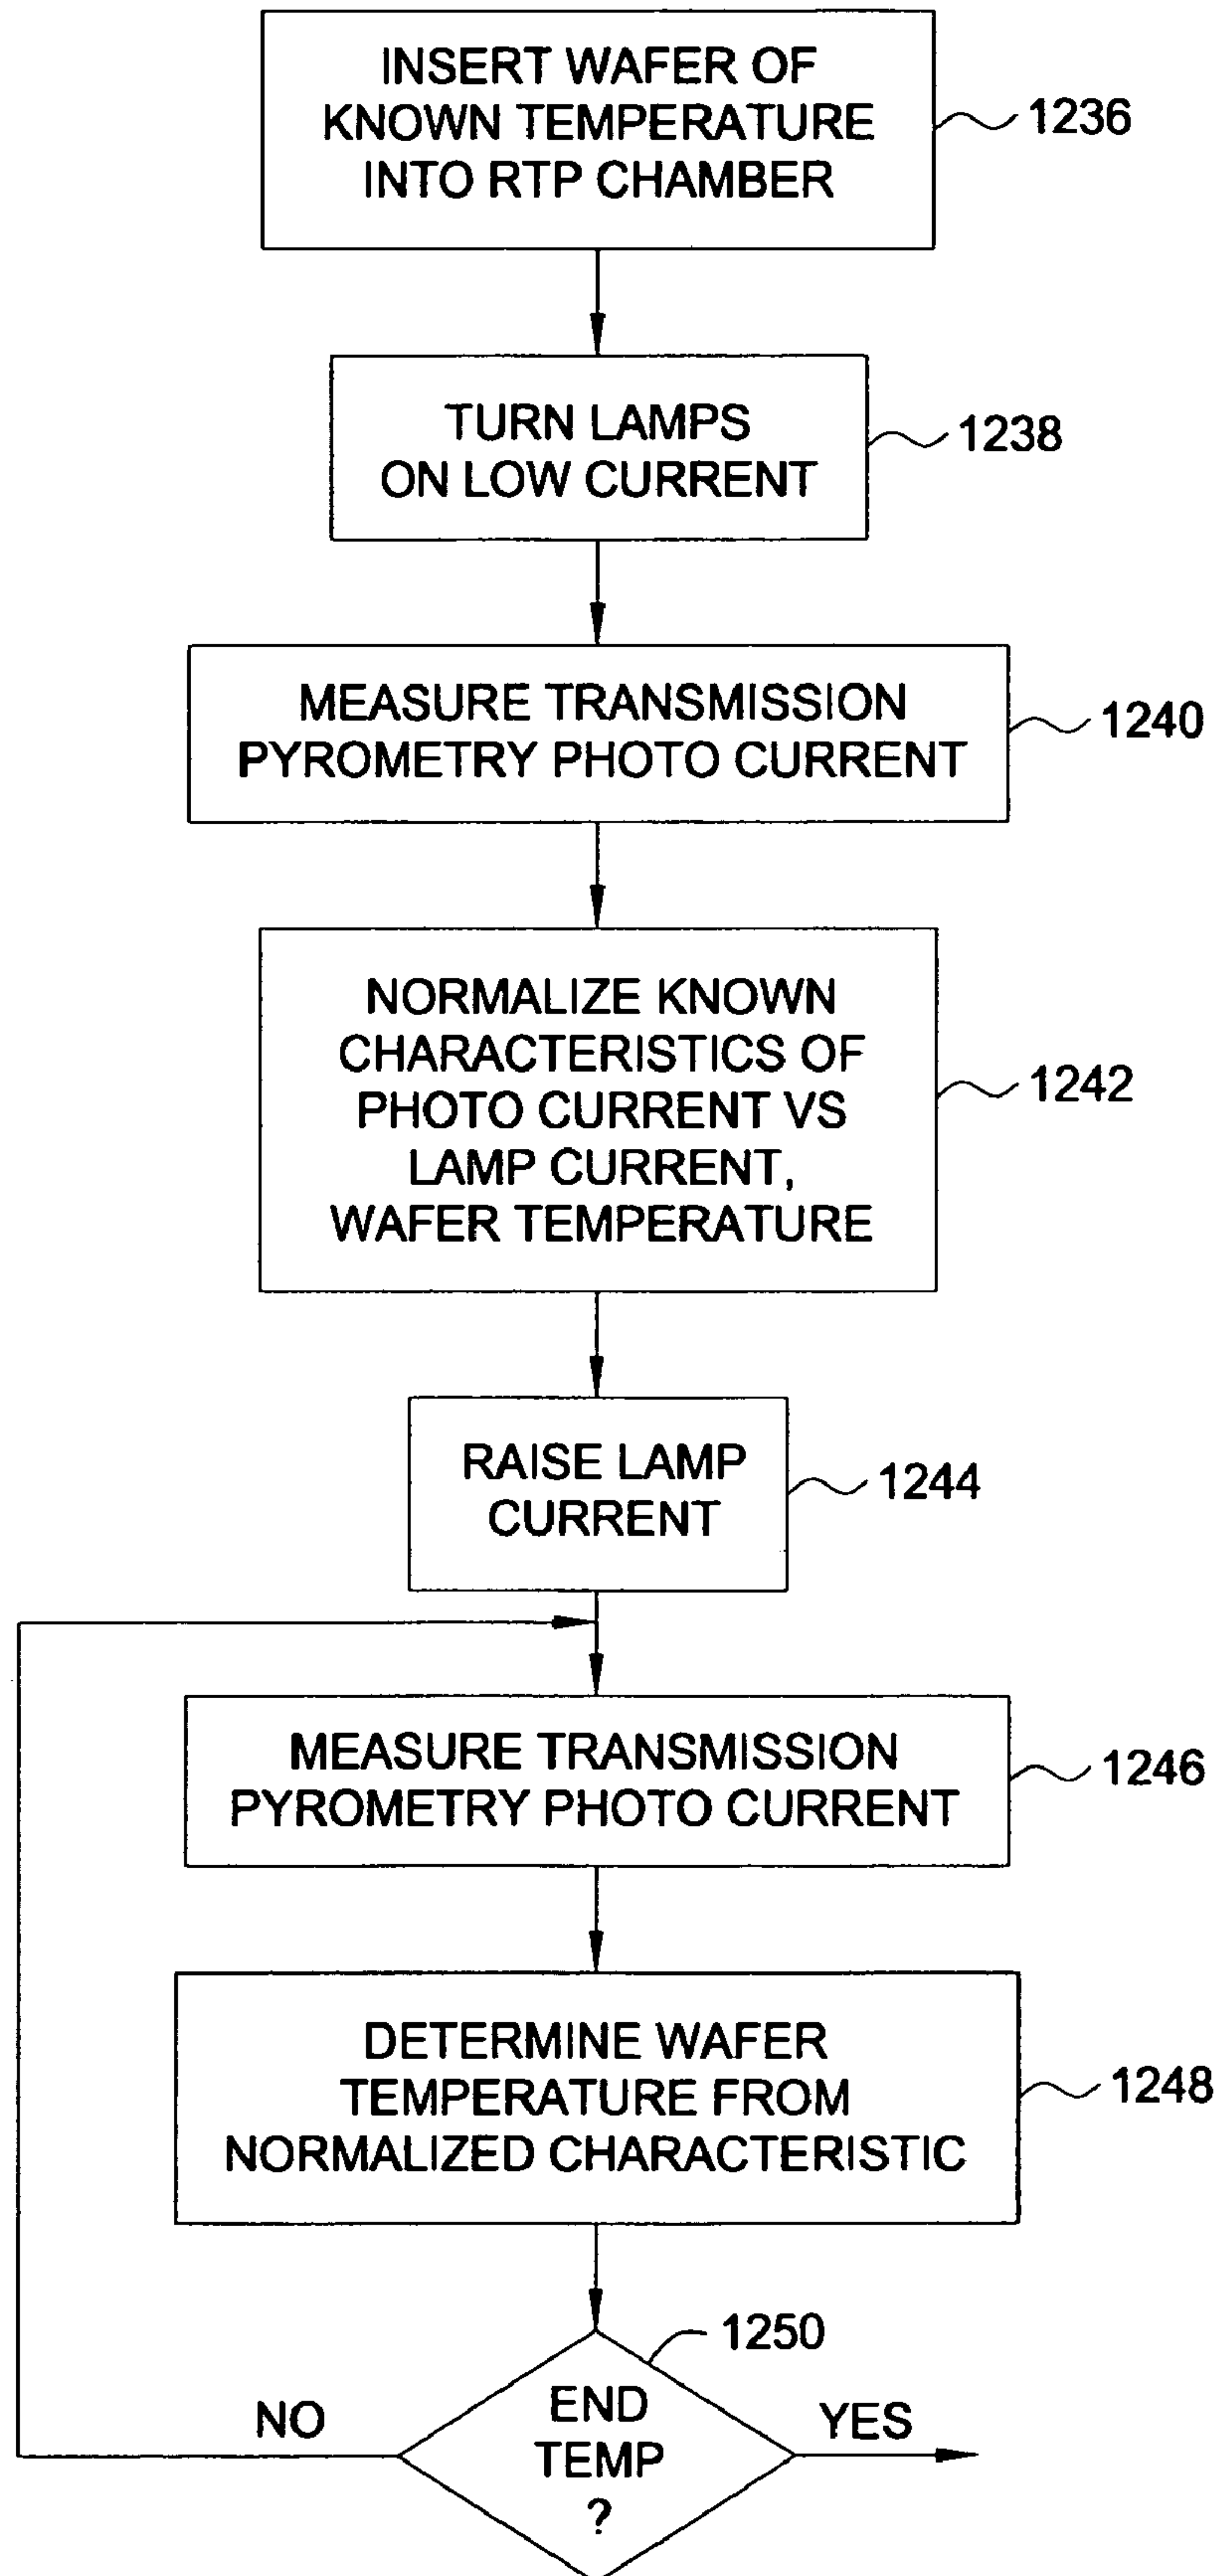 INSERT WAFER OF
KNOWN TEMPERATURE
INTO RTP CHAMBER
1236
TURN LAMPS
ON LOW CURRENT
1238
MEASURE TRANSMISSION
PYROMETRY PHOTO CURRENT
1240
NORMALIZE KNOWN
CHARACTERISTICS OF
PHOTO CURRENT VS
LAMP CURRENT,
WAFER TEMPERATURE
1242
RAISE LAMP
CURRENT
1244
MEASURE TRANSMISSION
PYROMETRY PHOTO CURRENT
1246
DETERMINE WAFER
TEMPERATURE FROM
NORMALIZED CHARACTERISTIC
1248
1250
END
TEMP
?
NO
YES